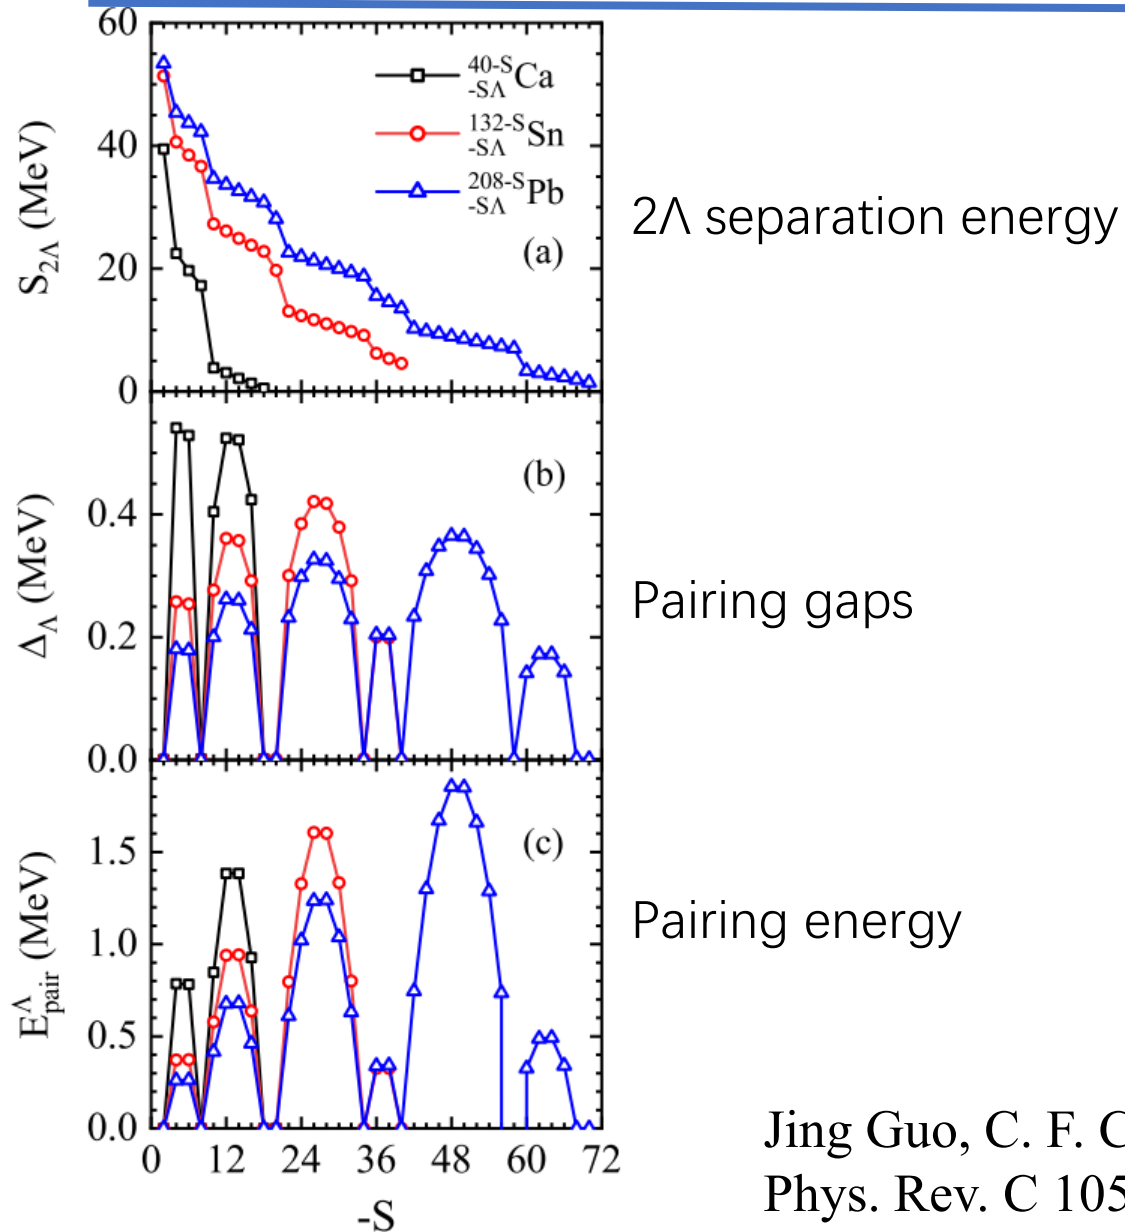 60
40
20
0
S2Λ (MeV)
40-S
-SΛ Ca
132-S
-SΛ Sn
208-S
-SΛ Pb
(a)
2Λ separation energy
0.4
0.2
0.0
ΔΛ (MeV)
(b)
Pairing gaps
1.5
1.0
0.5
0.0
EΛpair (MeV)
(c)
Pairing energy
0 12 24 36 48 60 72
-S
Jing Guo, C. F. C
Phys. Rev. C 105